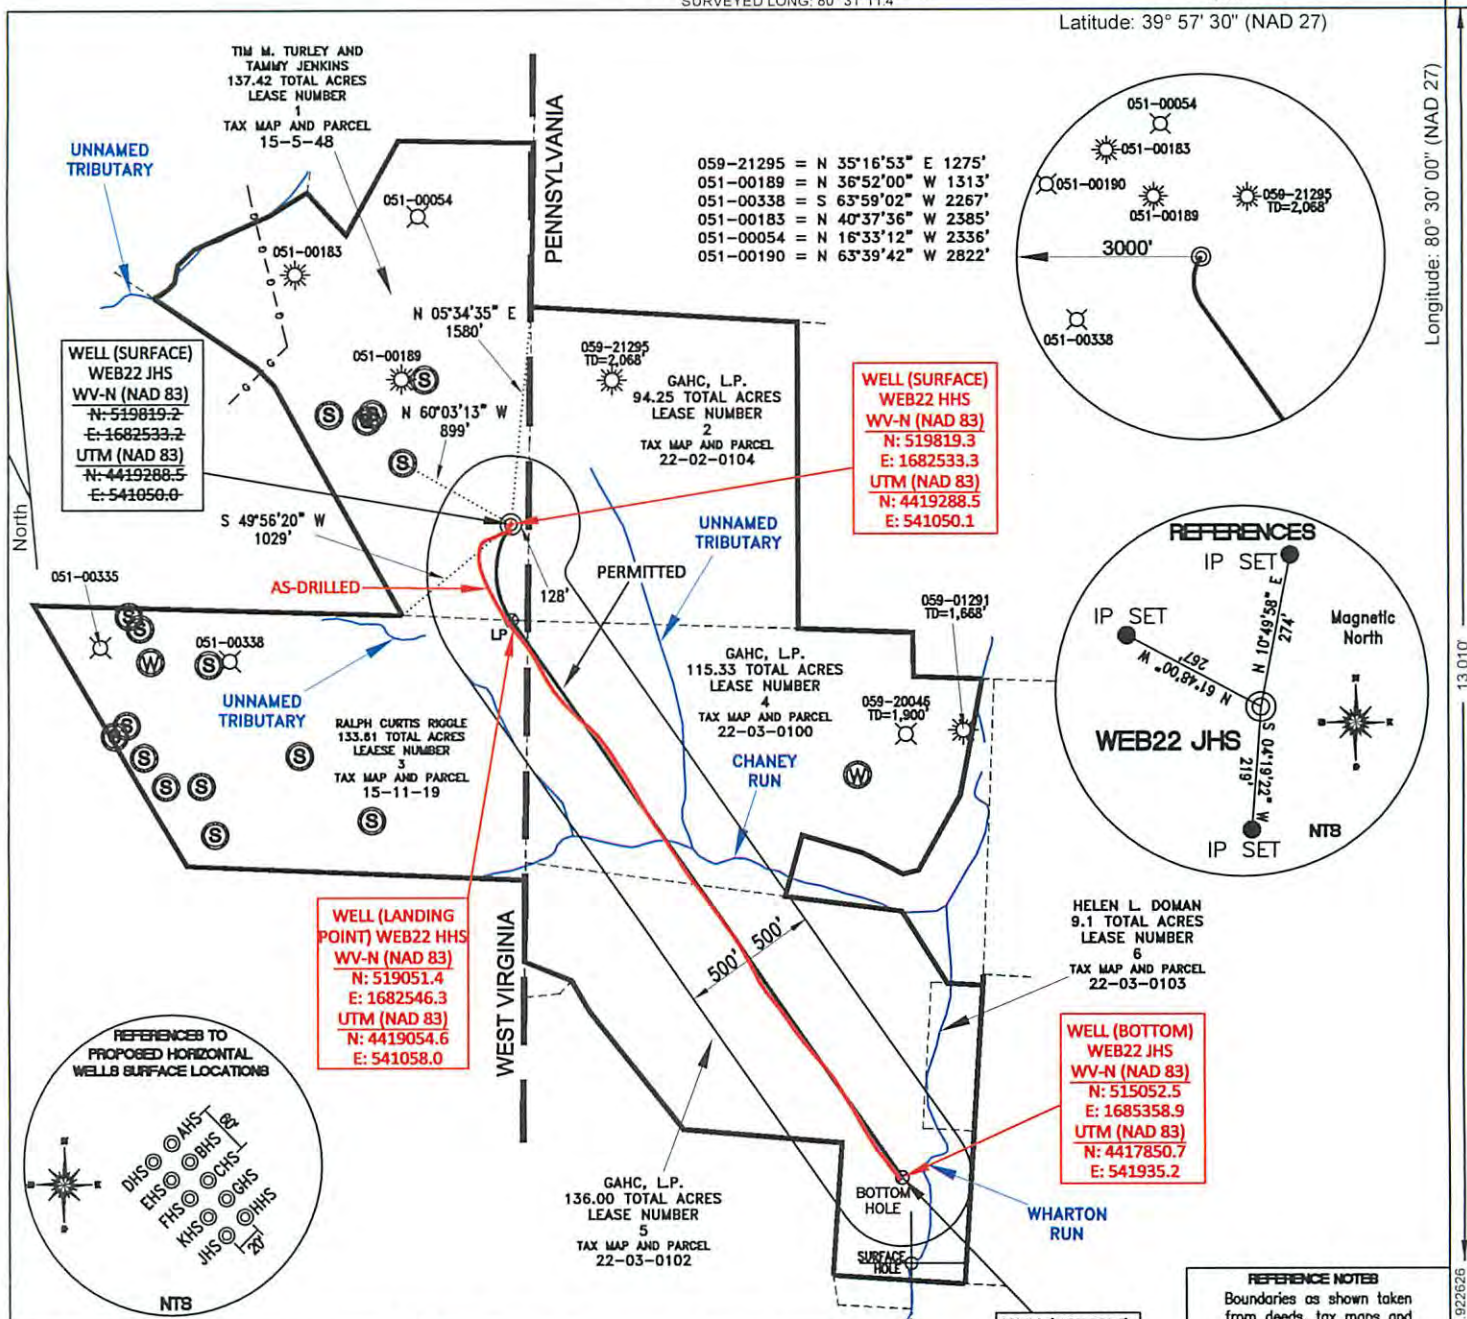 SURVEYED LONG: 80° 31' 11.4"
Latitude: 39° 57' 30" (NAD 27)
Longitude: 80° 30' 00" (NAD 27)
13,010'
922626
North
TIM M. TURLEY AND
TAMMY JENKINS
137.42 TOTAL ACRES
LEASE NUMBER
1
TAX MAP AND PARCEL
15-5-48
UNNAMED
TRIBUTARY
051-00054
051-00183
PENNSYLVANIA
059-21295 = N 35°16'53" E 1275'
051-00189 = N 36°52'00" W 1313'
051-00338 = S 63°59'02" W 2267'
051-00183 = N 40°37'36" W 2385'
051-00054 = N 16°33'12" W 2336'
051-00190 = N 63°39'42" W 2822'
051-00054
051-00183
051-00190
051-00189
059-21295
TD=2,068'
3000'
051-00338
N 05°34'35" E
1580'
051-00189
S
S
S
N 60°03'13" W
899'
059-21295
TD=2,068'
GAHC, L.P.
94.25 TOTAL ACRES
LEASE NUMBER
2
TAX MAP AND PARCEL
22-02-0104
WELL (SURFACE)
WEB22 JHS
WV-N (NAD 83)
N: 519819.2
E: 1682533.2
UTM (NAD 83)
N: 4419288.5
E: 541050.0
WELL (SURFACE)
WEB22 HHS
WV-N (NAD 83)
N: 519819.3
E: 1682533.3
UTM (NAD 83)
N: 4419288.5
E: 541050.1
S 49°56'20" W
1029'
AS-DRILLED
128'
PERMITTED
UNNAMED
TRIBUTARY
LP
REFERENCES
IP SET
IP SET
N 10°49'58" E
274'
N 61°48'00" W
267'
S 04°19'22" W
219'
Magnetic
North
WEB22 JHS
IP SET
NTS
051-00335
S
S
W
S
051-00338
UNNAMED
TRIBUTARY
RALPH CURTIS RIGGLE
133.61 TOTAL ACRES
LEAESE NUMBER
3
TAX MAP AND PARCEL
15-11-19
S
S
S
S
S
S
S
S
GAHC, L.P.
115.33 TOTAL ACRES
LEASE NUMBER
4
TAX MAP AND PARCEL
22-03-0100
059-01291
TD=1,668'
059-20046
TD=1,900'
W
CHANEY
RUN
WELL (LANDING
POINT) WEB22 HHS
WV-N (NAD 83)
N: 519051.4
E: 1682546.3
UTM (NAD 83)
N: 4419054.6
E: 541058.0
WEST VIRGINIA
500'
500'
HELEN L. DOMAN
9.1 TOTAL ACRES
LEASE NUMBER
6
TAX MAP AND PARCEL
22-03-0103
WELL (BOTTOM)
WEB22 JHS
WV-N (NAD 83)
N: 515052.5
E: 1685358.9
UTM (NAD 83)
N: 4417850.7
E: 541935.2
REFERENCES TO
PROPOSED HORIZONTAL
WELLS SURFACE LOCATIONS
AHS
60'
BHS
DHS
CHS
EHS
GHS
FHS
HHS
KHS
JHS
20'
NTS
GAHC, L.P.
136.00 TOTAL ACRES
LEASE NUMBER
5
TAX MAP AND PARCEL
22-03-0102
BOTTOM
HOLE
SURFACE
HOLE
WHARTON
RUN
REFERENCE NOTES
Boundaries as shown taken
from deeds, tax maps and